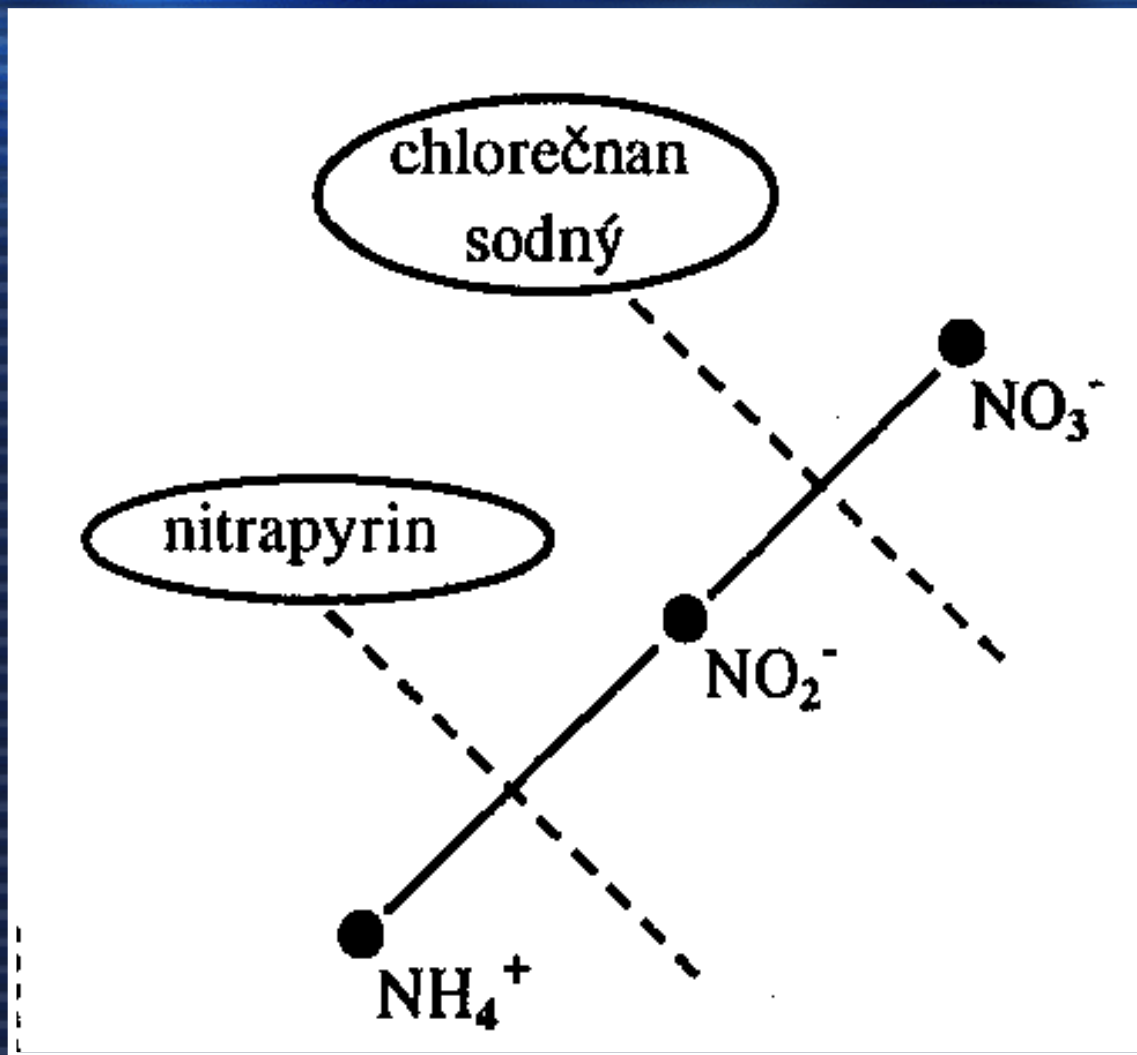 chlorečnan
sodný
NO₃⁻
nitrapyrin
NO₂⁻
NH₄⁺